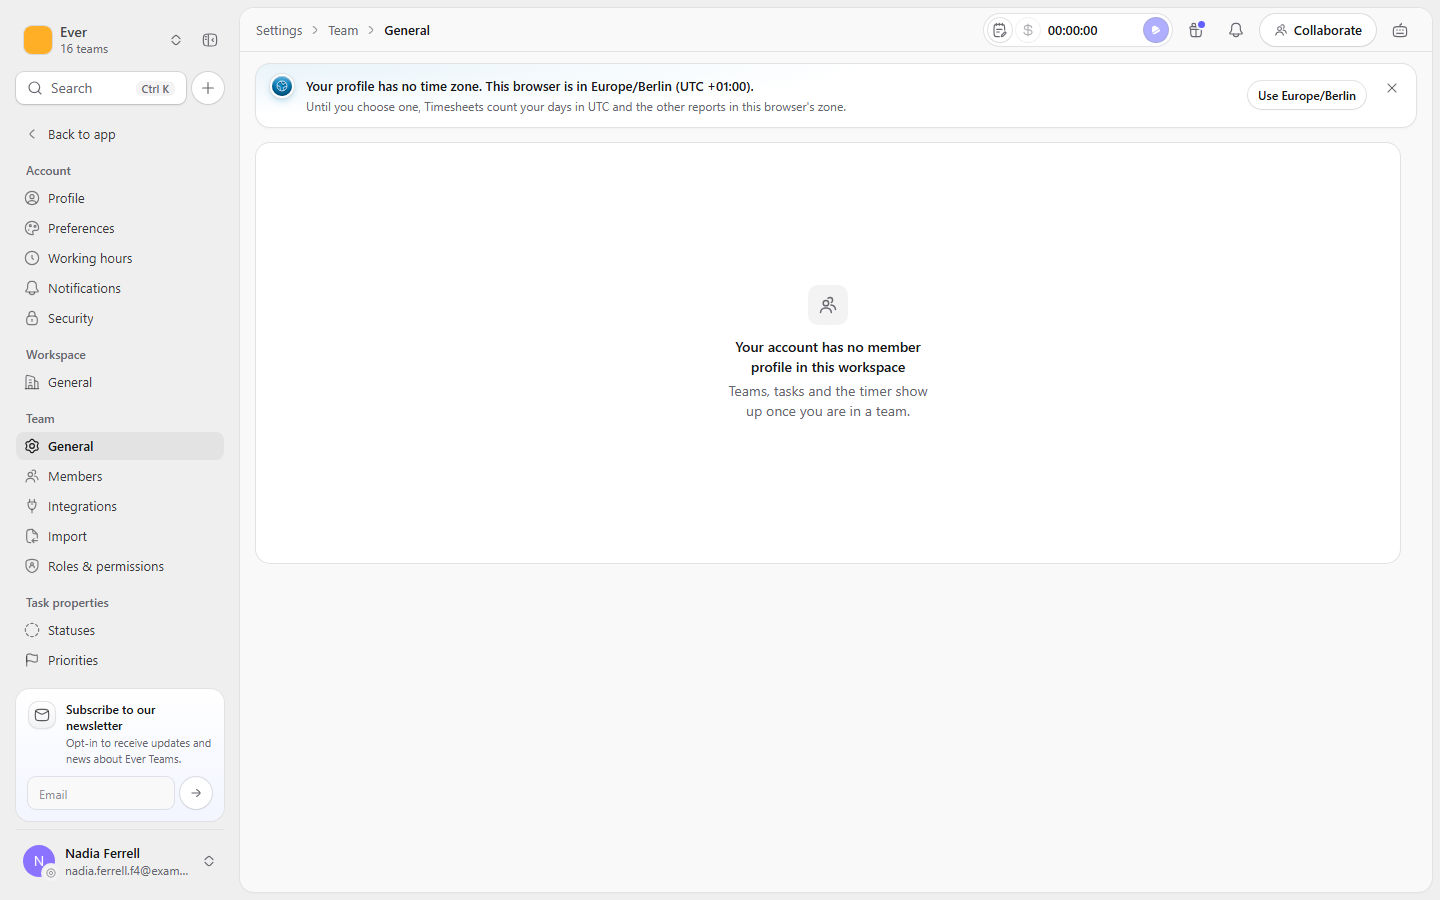 Ever
16 teams
Search
Ctrl K
Back to app
Account
Profile
Preferences
Working hours
Notifications
Security
Workspace
General
Team
General
Members
Integrations
Import
Roles & permissions
Task properties
Statuses
Priorities
Subscribe to our
newsletter
Opt-in to receive updates and
news about Ever Teams.
Email
N
Nadia Ferrell
nadia.ferrell.f4@exam...
Settings > Team > General
00:00:00
Collaborate
Your profile has no time zone. This browser is in Europe/Berlin (UTC +01:00).
Until you choose one, Timesheets count your days in UTC and the other reports in this browser's zone.
Use Europe/Berlin
Your account has no member
profile in this workspace
Teams, tasks and the timer show
up once you are in a team.